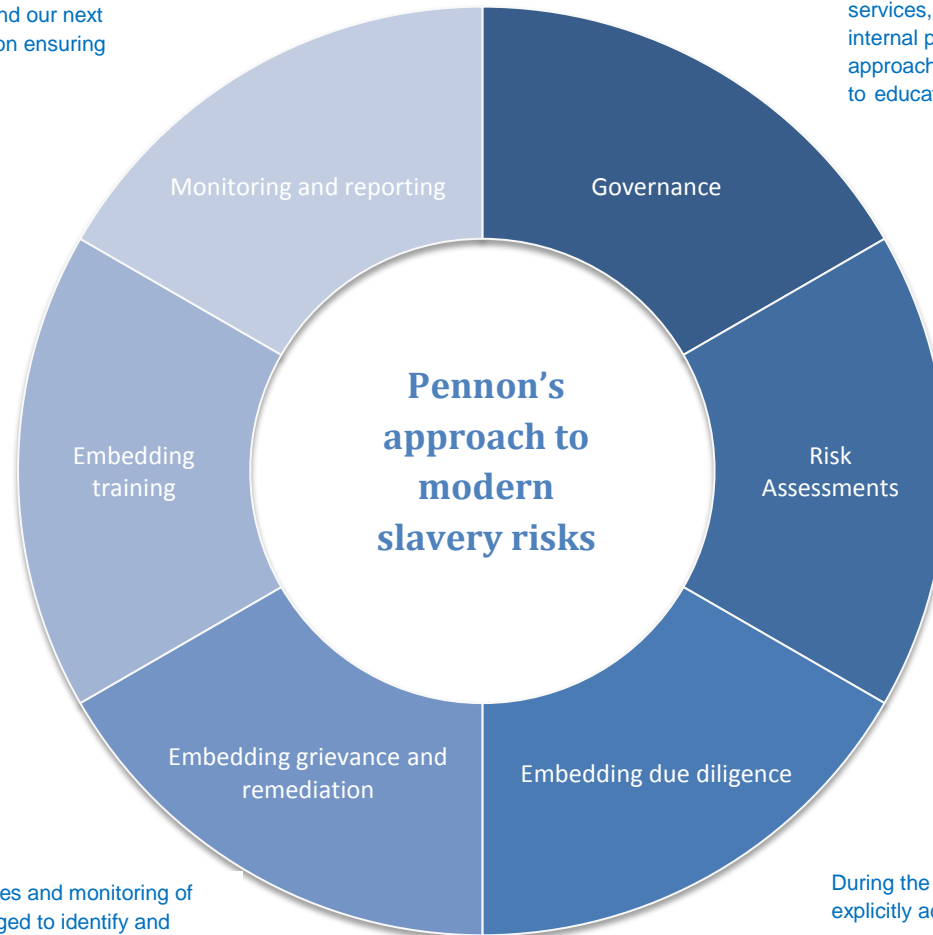 nd our next
on ensuring
services,
internal p
approach
to educa
Monitoring and reporting
Governance
Pennon's
approach to
modern
slavery risks
Embedding
training
Risk
Assessments
Embedding grievance and
remediation
Embedding due diligence
es and monitoring of
ged to identify and
During the
explicitly a